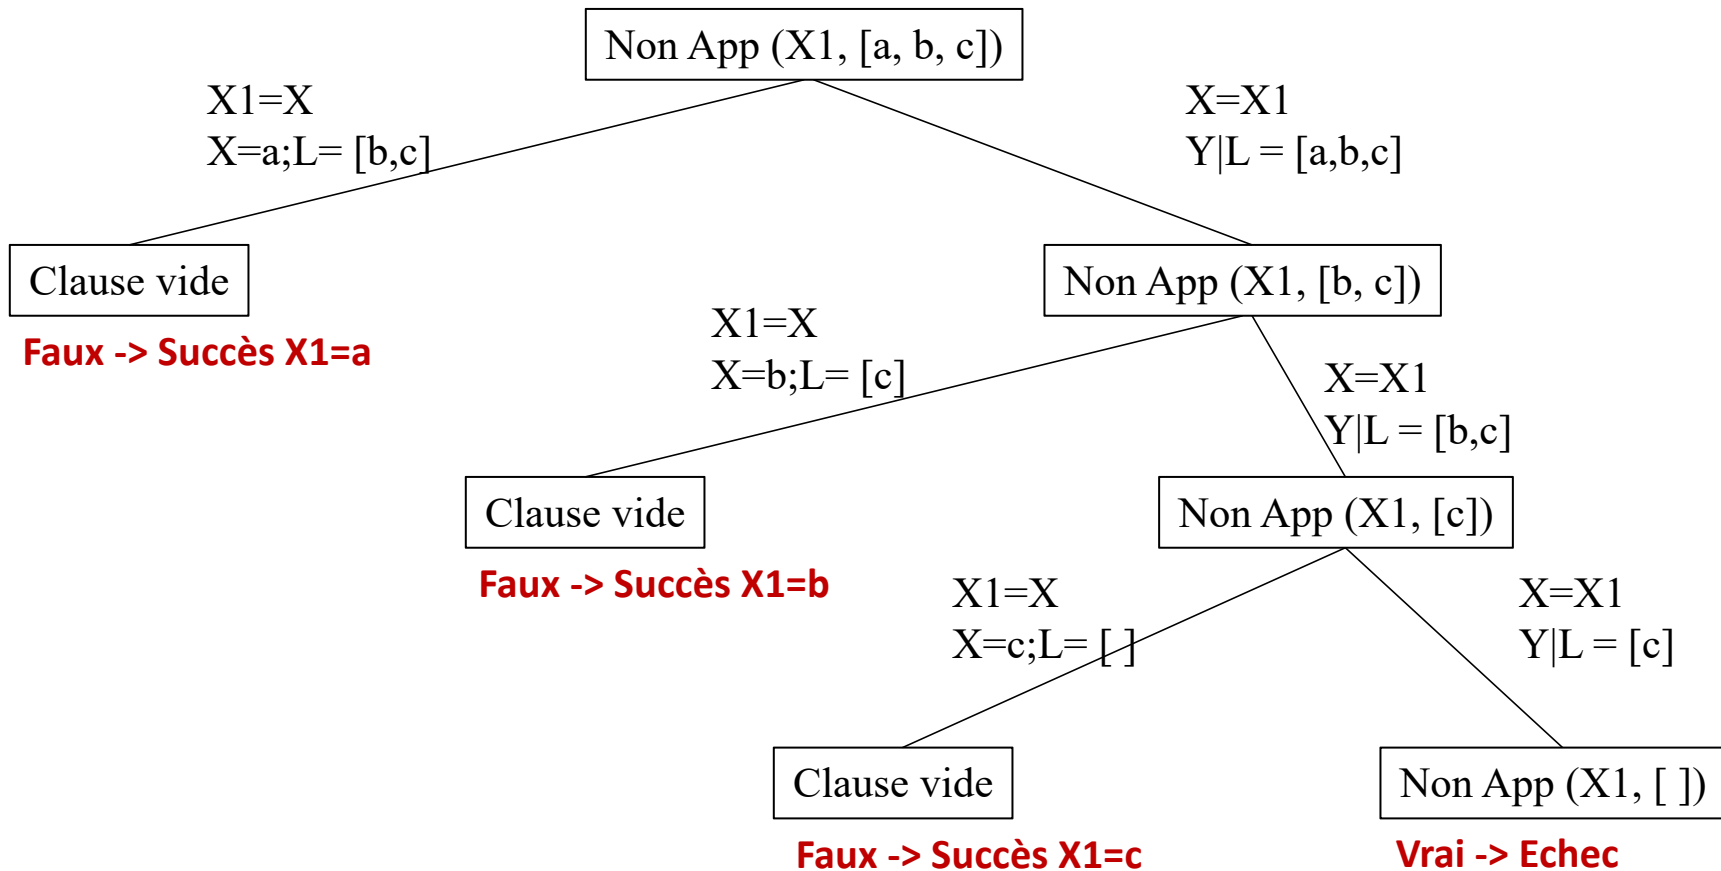 Non App (X1, [a, b, c])
X1=X
X=a;L= [b,c]
X=X1
Y|L = [a,b,c]
Clause vide
Faux -> Succès X1=a
Non App (X1, [b, c])
X1=X
X=b;L= [c]
X=X1
Y|L = [b,c]
Clause vide
Faux -> Succès X1=b
Non App (X1, [c])
X1=X
X=c;L= [ ]
X=X1
Y|L = [c]
Clause vide
Faux -> Succès X1=c
Non App (X1, [ ])
Vrai -> Echec